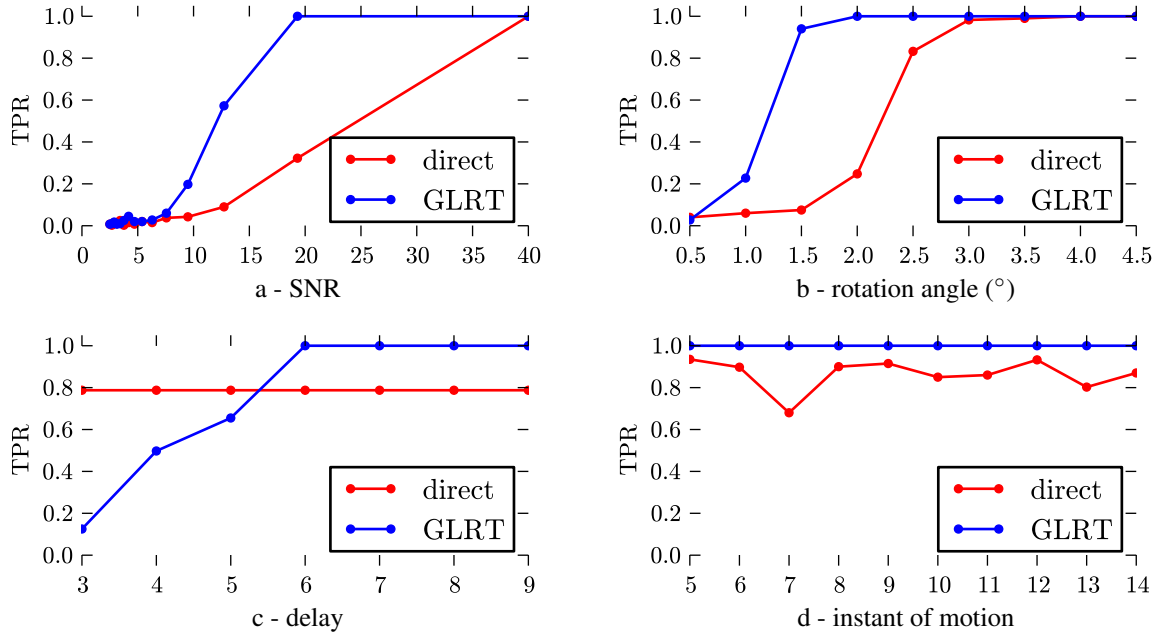 1.0
0.8
0.6
0.4
0.2
0.0
TPR
0 5 10 15 20 25 30 35 40
a - SNR
direct
GLRT
1.0
0.8
0.6
0.4
0.2
0.0
TPR
0.5 1.0 1.5 2.0 2.5 3.0 3.5 4.0 4.5
b - rotation angle (°)
direct
GLRT
1.0
0.8
0.6
0.4
0.2
0.0
TPR
3 4 5 6 7 8 9
c - delay
direct
GLRT
1.0
0.8
0.6
0.4
0.2
0.0
TPR
5 6 7 8 9 10 11 12 13 14
d - instant of motion
direct
GLRT